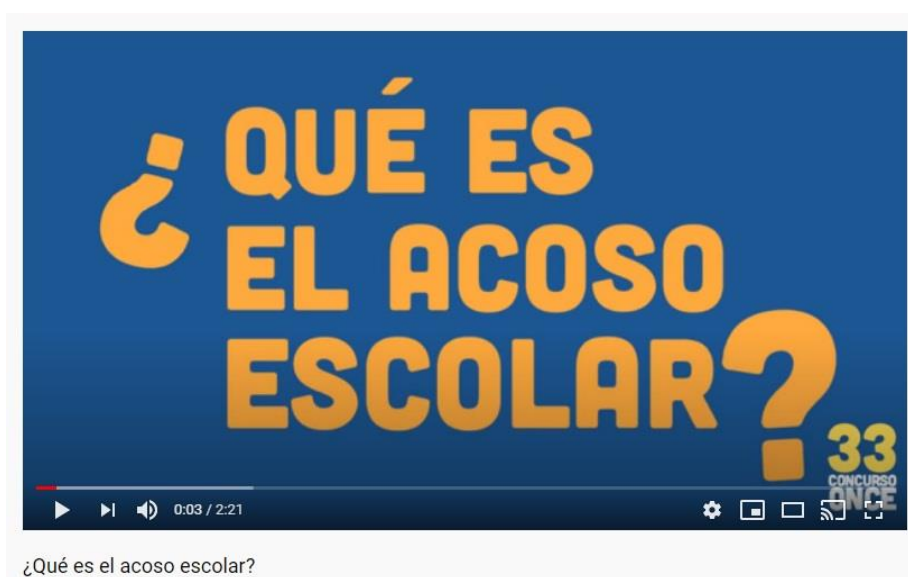 ¿QUÉ ES
EL ACOSO
ESCOLAR?
33
CONCURSO
ONCE
0:03 / 2:21
¿Qué es el acoso escolar?